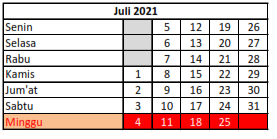 Juli 2021
Senin 5 12 19 26
Selasa 6 13 20 27
Rabu 7 14 21 28
Kamis 1 8 15 22 29
Jum'at 2 9 16 23 30
Sabtu 3 10 17 24 31
Minggu 4 11 18 25